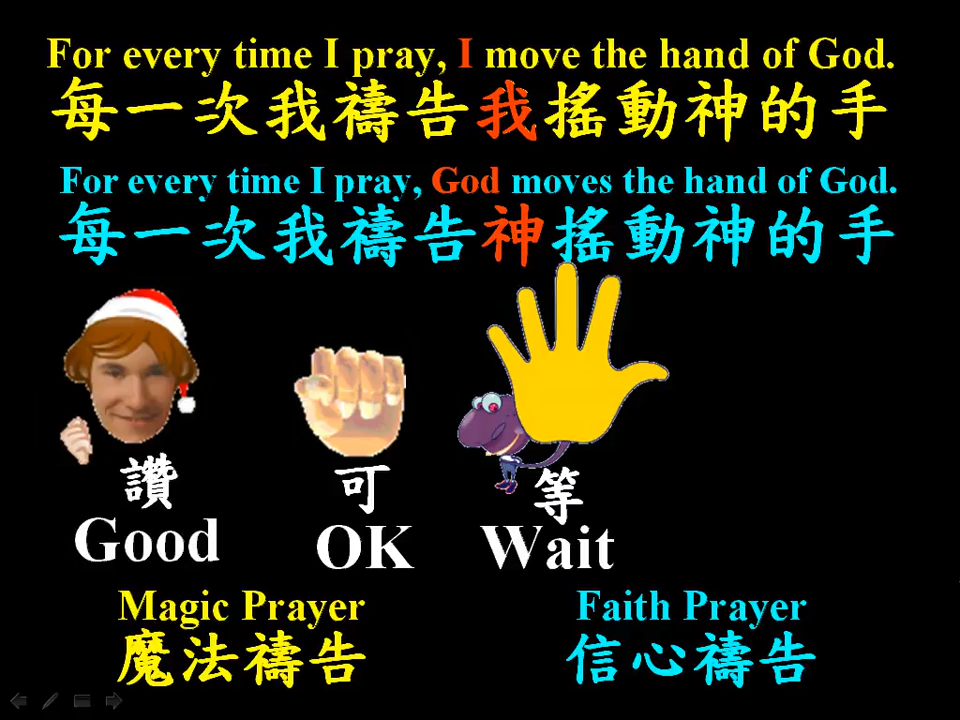 For every time I pray, I move the hand of God.
每一次我禱告我搖動神的手
For every time I pray, God moves the hand of God.
每一次我禱告神搖動神的手
讚 可 等
Good OK Wait
Magic Prayer Faith Prayer
魔法禱告 信心禱告